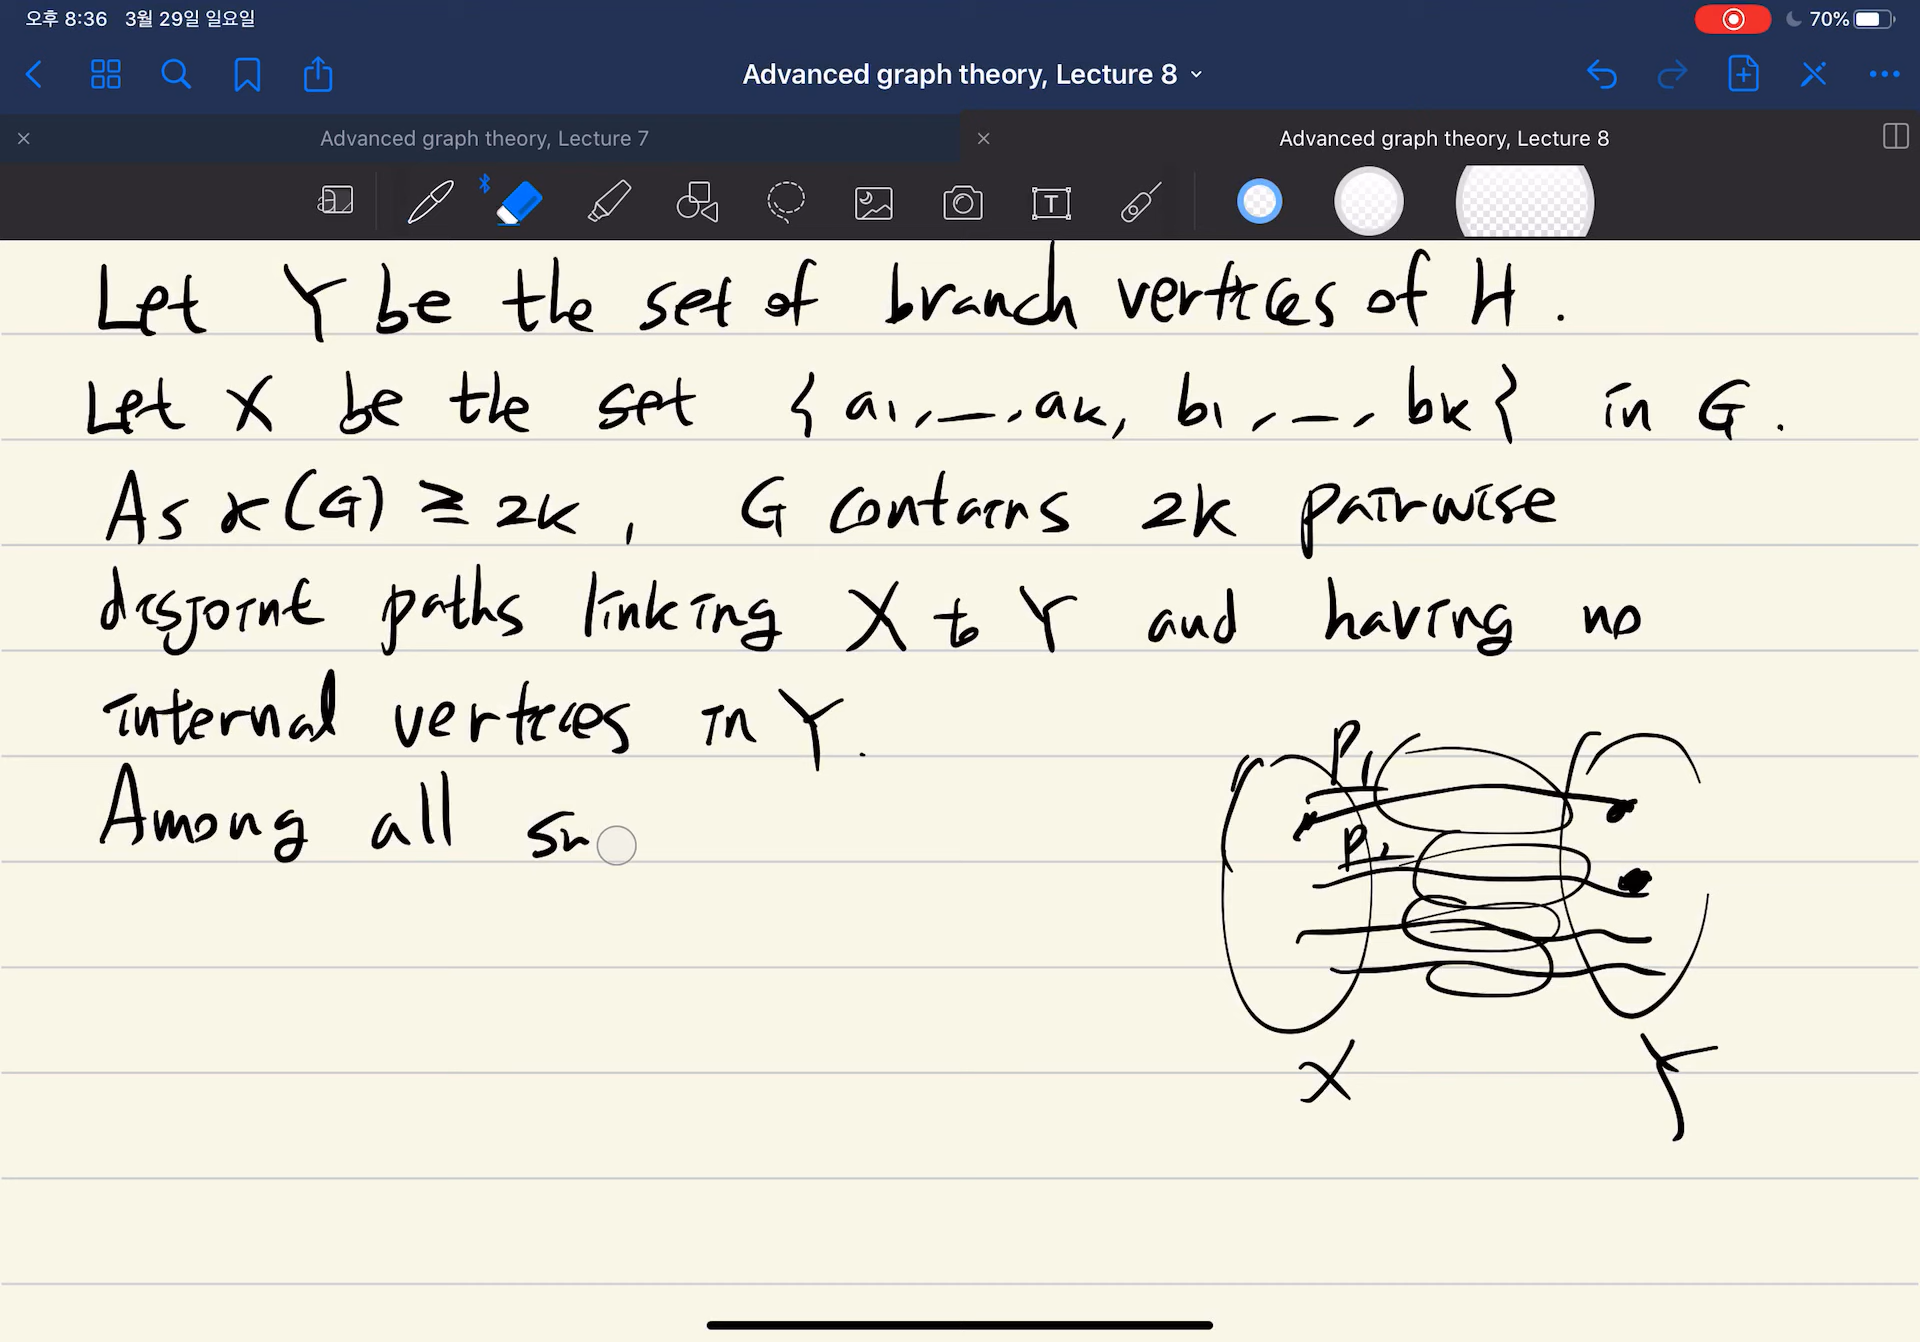 오후 8:36 3월 29일 일요일 70%
Advanced graph theory, Lecture 8
Advanced graph theory, Lecture 7 Advanced graph theory, Lecture 8
Let Y be the set of branch vertices of H.
Let X be the set {a1, –, ak, b1, –, bk} in G.
As κ(G) ≥ 2k, G contains 2k pairwise
disjoint paths linking X to Y and having no
internal vertices in Y.
Among all
P1
P2
X Y